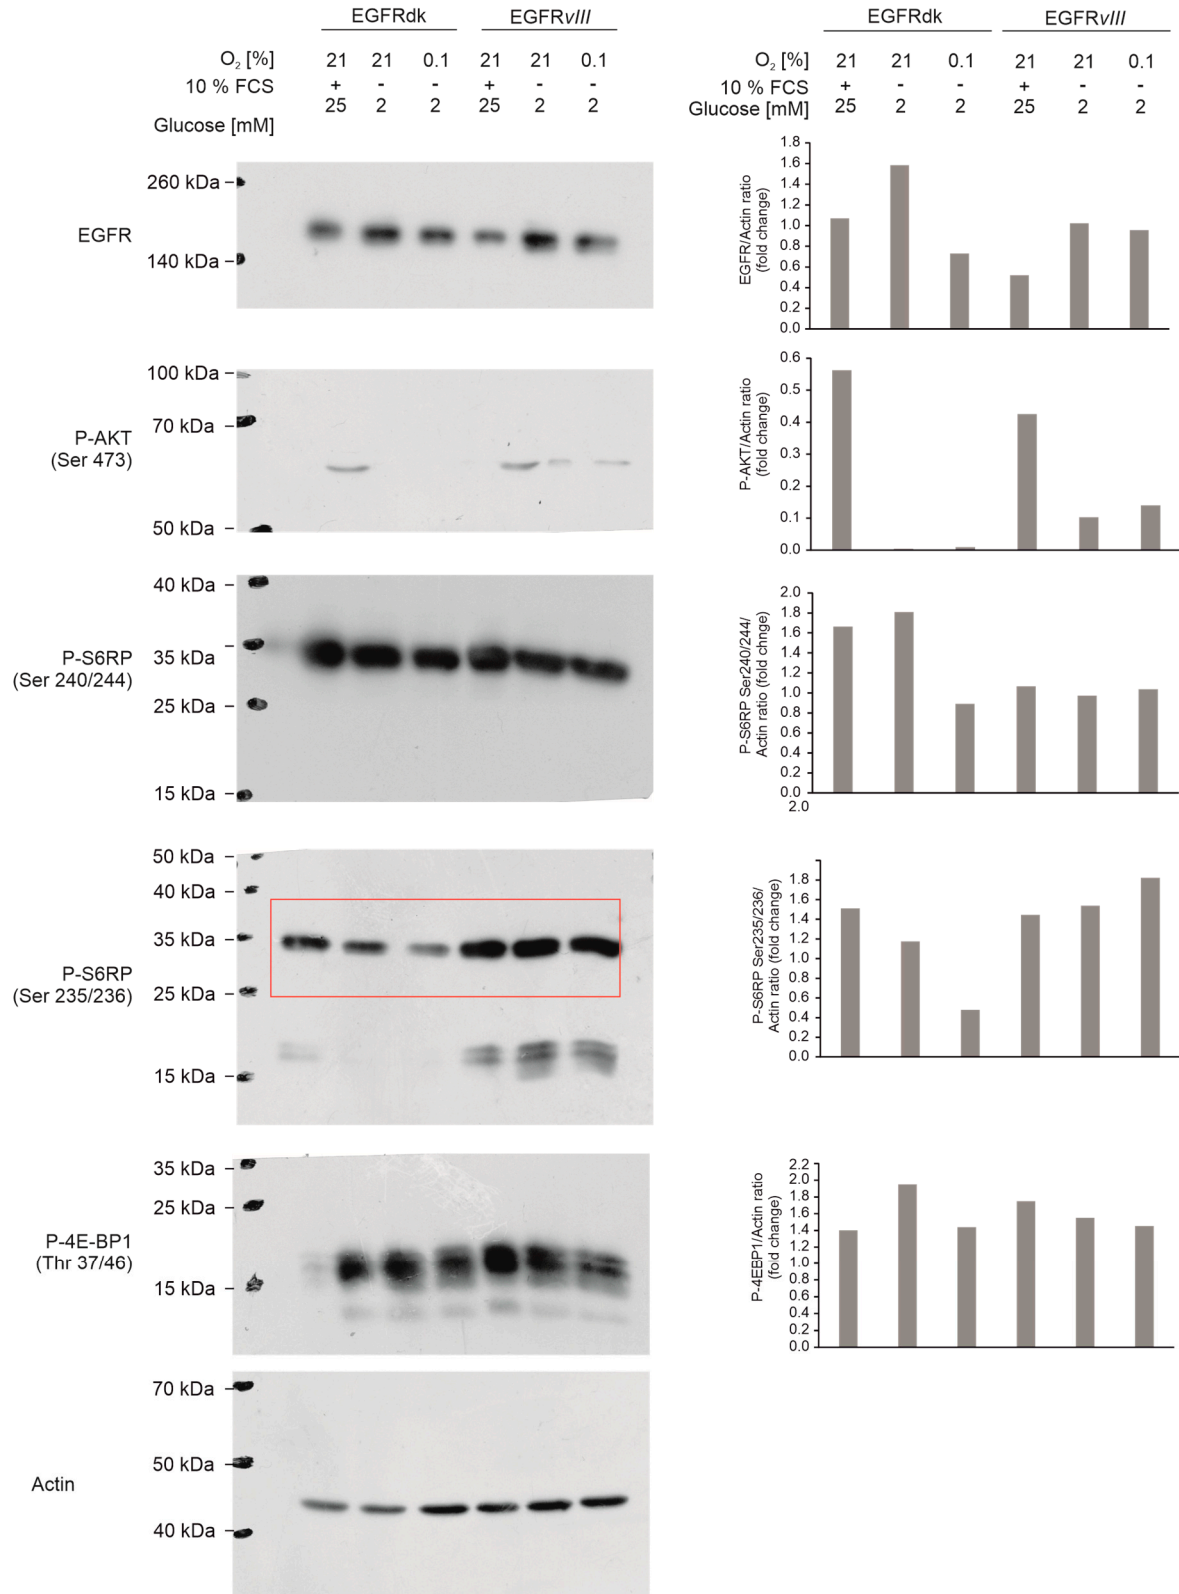 EGFRdk EGFRvIII
O₂ [%] 21 21 0.1 21 21 0.1
10 % FCS + - - + - -
Glucose [mM] 25 2 2 25 2 2
260 kDa
EGFR
140 kDa
100 kDa
70 kDa
P-AKT
(Ser 473)
50 kDa
40 kDa
P-S6RP
(Ser 240/244)
35 kDa
25 kDa
15 kDa
50 kDa
40 kDa
35 kDa
P-S6RP
(Ser 235/236)
25 kDa
15 kDa
35 kDa
25 kDa
P-4E-BP1
(Thr 37/46)
15 kDa
70 kDa
50 kDa
Actin
40 kDa
EGFRdk EGFRvIII
O₂ [%] 21 21 0.1 21 21 0.1
10 % FCS + - - + - -
Glucose [mM] 25 2 2 25 2 2
EGFR/Actin ratio
(fold change)
1.8
1.6
1.4
1.2
1.0
0.8
0.6
0.4
0.2
0.0
P-AKT/Actin ratio
(fold change)
0.6
0.5
0.4
0.3
0.2
0.1
0.0
P-S6RP Ser240/244/
Actin ratio (fold chnge)
2.0
1.8
1.6
1.4
1.2
1.0
0.8
0.6
0.4
0.2
0.0
2.0
P-S6RP Ser235/236/
Actin ratio (fold change)
1.8
1.4
1.2
1.0
0.8
0.6
0.4
0.2
0.0
P-4EBP1/Actin ratio
(fold change)
2.2
2.0
1.8
1.6
1.4
1.2
1.0
0.8
0.6
0.4
0.2
0.0